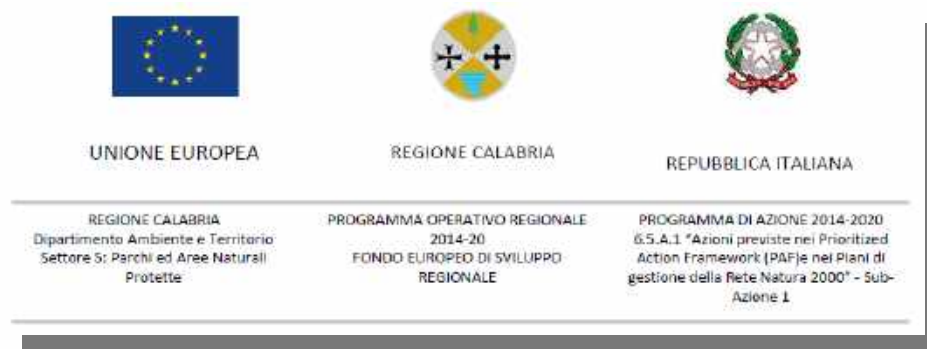 UNIONE EUROPEA
REGIONE CALABRIA
REPUBBLICA ITALIANA
REGIONE CALABRIA
Dipartimento Ambiente e Territorio
Settore 5: Parchi ed Aree Naturali
Protette
PROGRAMMA OPERATIVO REGIONALE
2014-20
FONDO EUROPEO DI SVILUPPO
REGIONALE
PROGRAMMA DI AZIONE 2014-2020
6.5.A.1 "Azioni previste nei Prioritized
Action Framework (PAF)e nei Piani di
gestione della Rete Natura 2000" - Sub-
Azione 1